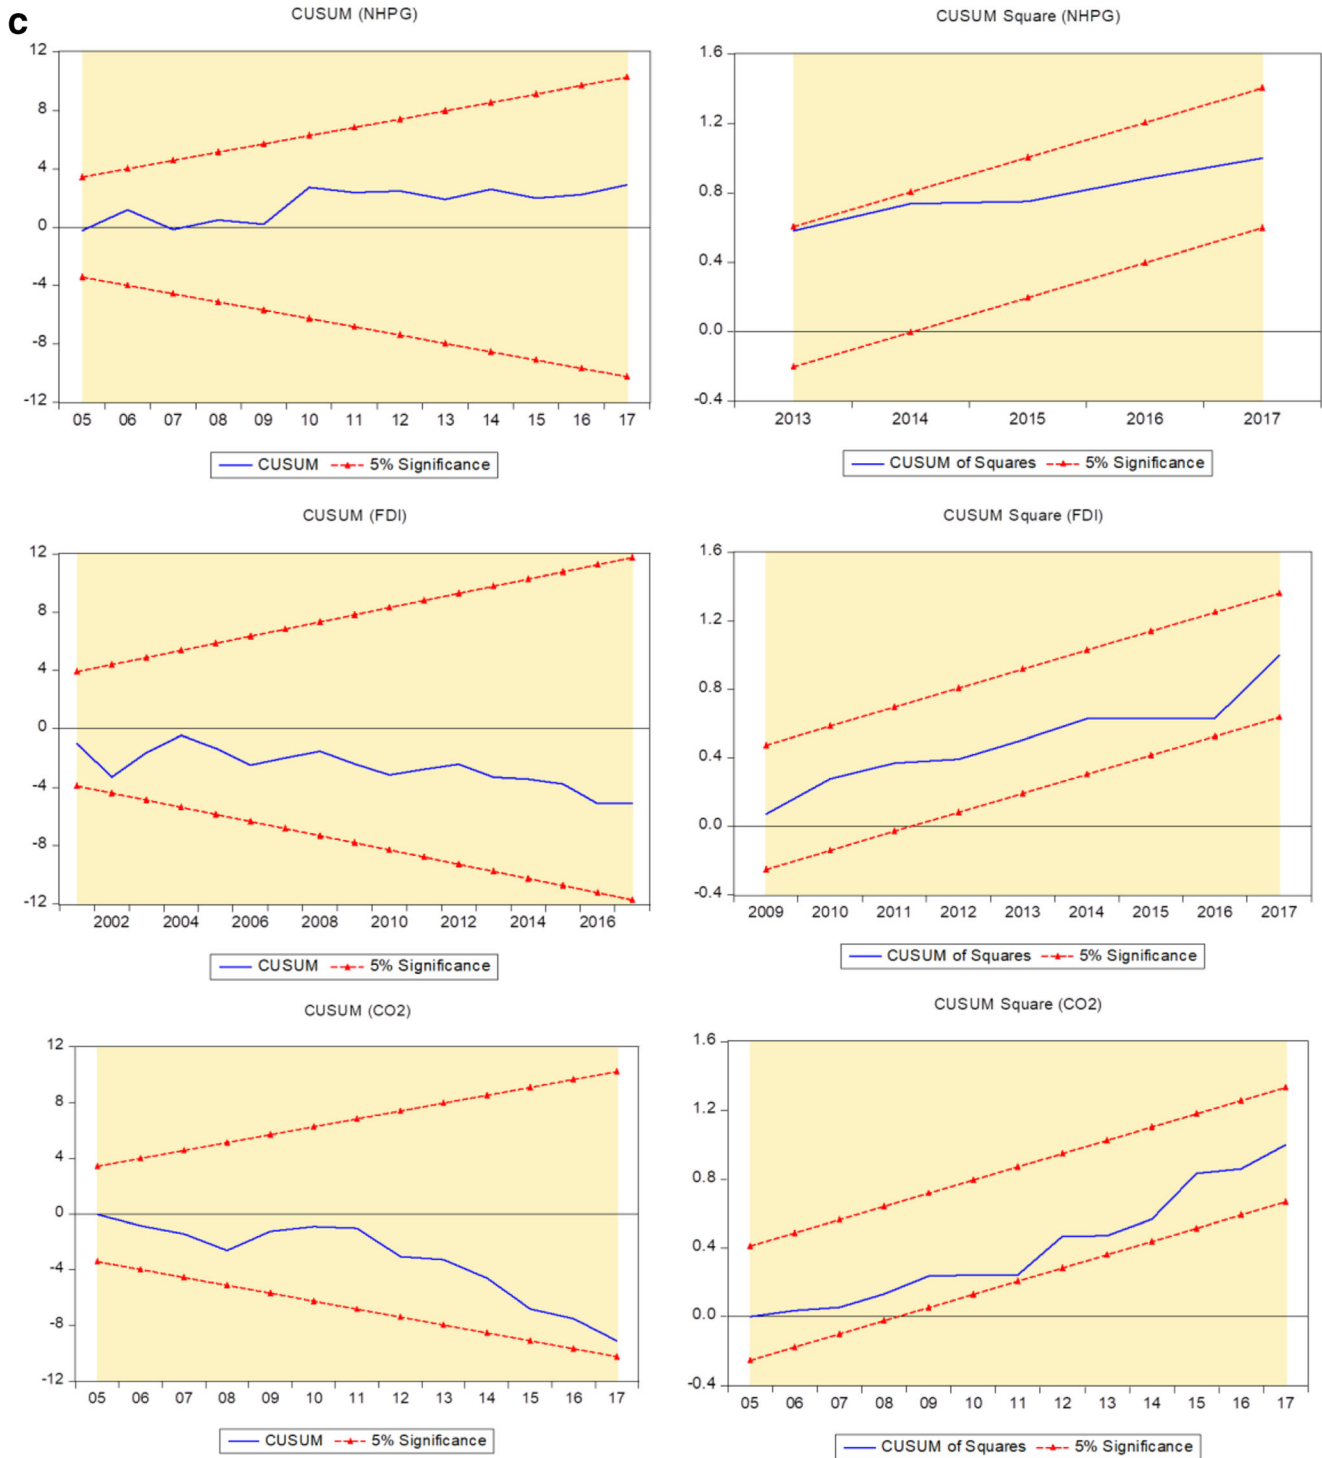 c
CUSUM (NHPG)
12
8
4
0
-4
-8
-12
05 06 07 08 09 10 11 12 13 14 15 16 17
CUSUM 5% Significance
CUSUM Square (NHPG)
1.6
1.2
0.8
0.4
0.0
-0.4
2013 2014 2015 2016 2017
CUSUM of Squares 5% Significance
CUSUM (FDI)
12
8
4
0
-4
-8
-12
2002 2004 2006 2008 2010 2012 2014 2016
CUSUM 5% Significance
CUSUM Square (FDI)
1.6
1.2
0.8
0.4
0.0
-0.4
2009 2010 2011 2012 2013 2014 2015 2016 2017
CUSUM of Squares 5% Significance
CUSUM (CO2)
12
8
4
0
-4
-8
-12
05 06 07 08 09 10 11 12 13 14 15 16 17
CUSUM 5% Significance
CUSUM Square (CO2)
1.6
1.2
0.8
0.4
0.0
-0.4
05 06 07 08 09 10 11 12 13 14 15 16 17
CUSUM of Squares 5% Significance